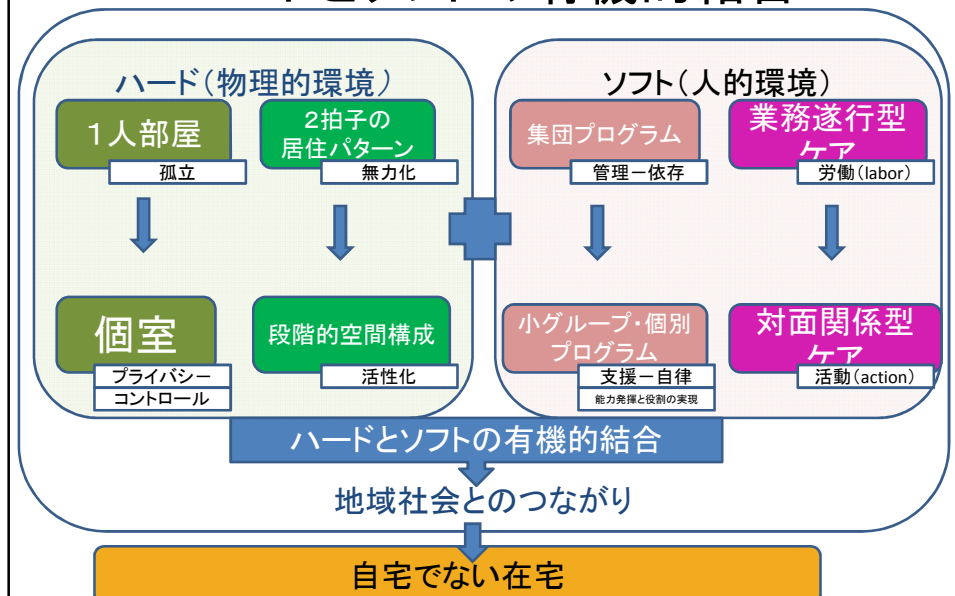 ハード(物理的環境)
ソフト(人的環境)
1人部屋
孤立
2拍子の
居住パターン
無力化
集団プログラム
管理－依存
業務遂行型
ケア
労働(labor)
個室
プライバシー
コントロール
段階的空間構成
活性化
小グループ・個別
プログラム
支援－自律
能力発揮と役割の実現
対面関係型
ケア
活動(action)
ハードとソフトの有機的結合
地域社会とのつながり
自宅でない在宅